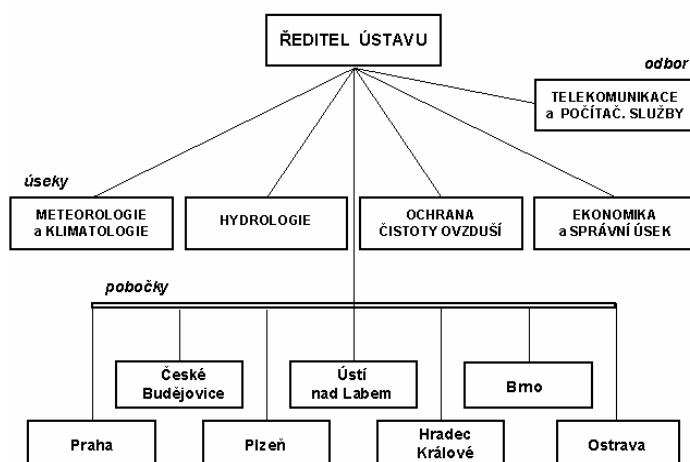 ŘEDITEL ÚSTAVU
odbor
TELEKOMUNIKACE
a POČÍTAČ. SLUŽBY
úseky
METEOROLOGIE
a KLIMATOLOGIE
HYDROLOGIE
OCHRANA
ČISTOTY OVZDUŠÍ
EKONOMIKA
a SPRÁVNÍ ÚSEK
pobočky
České
Budějovice
Ústí
nad Labem
Brno
Praha
Plzeň
Hradec
Králové
Ostrava